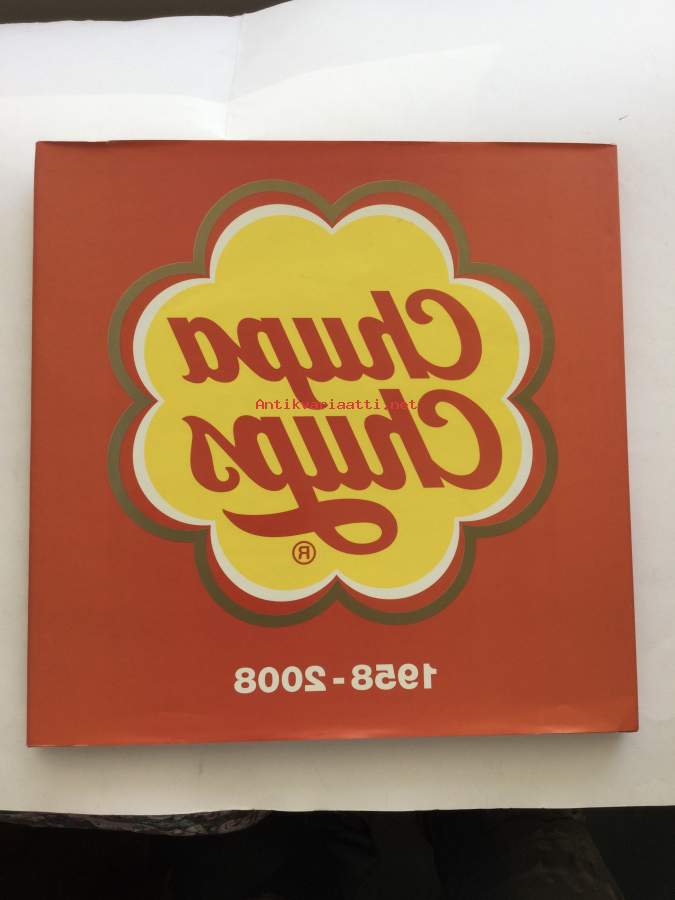 Chupa
Antikvariaatti.net
Chups
®
1958-2008